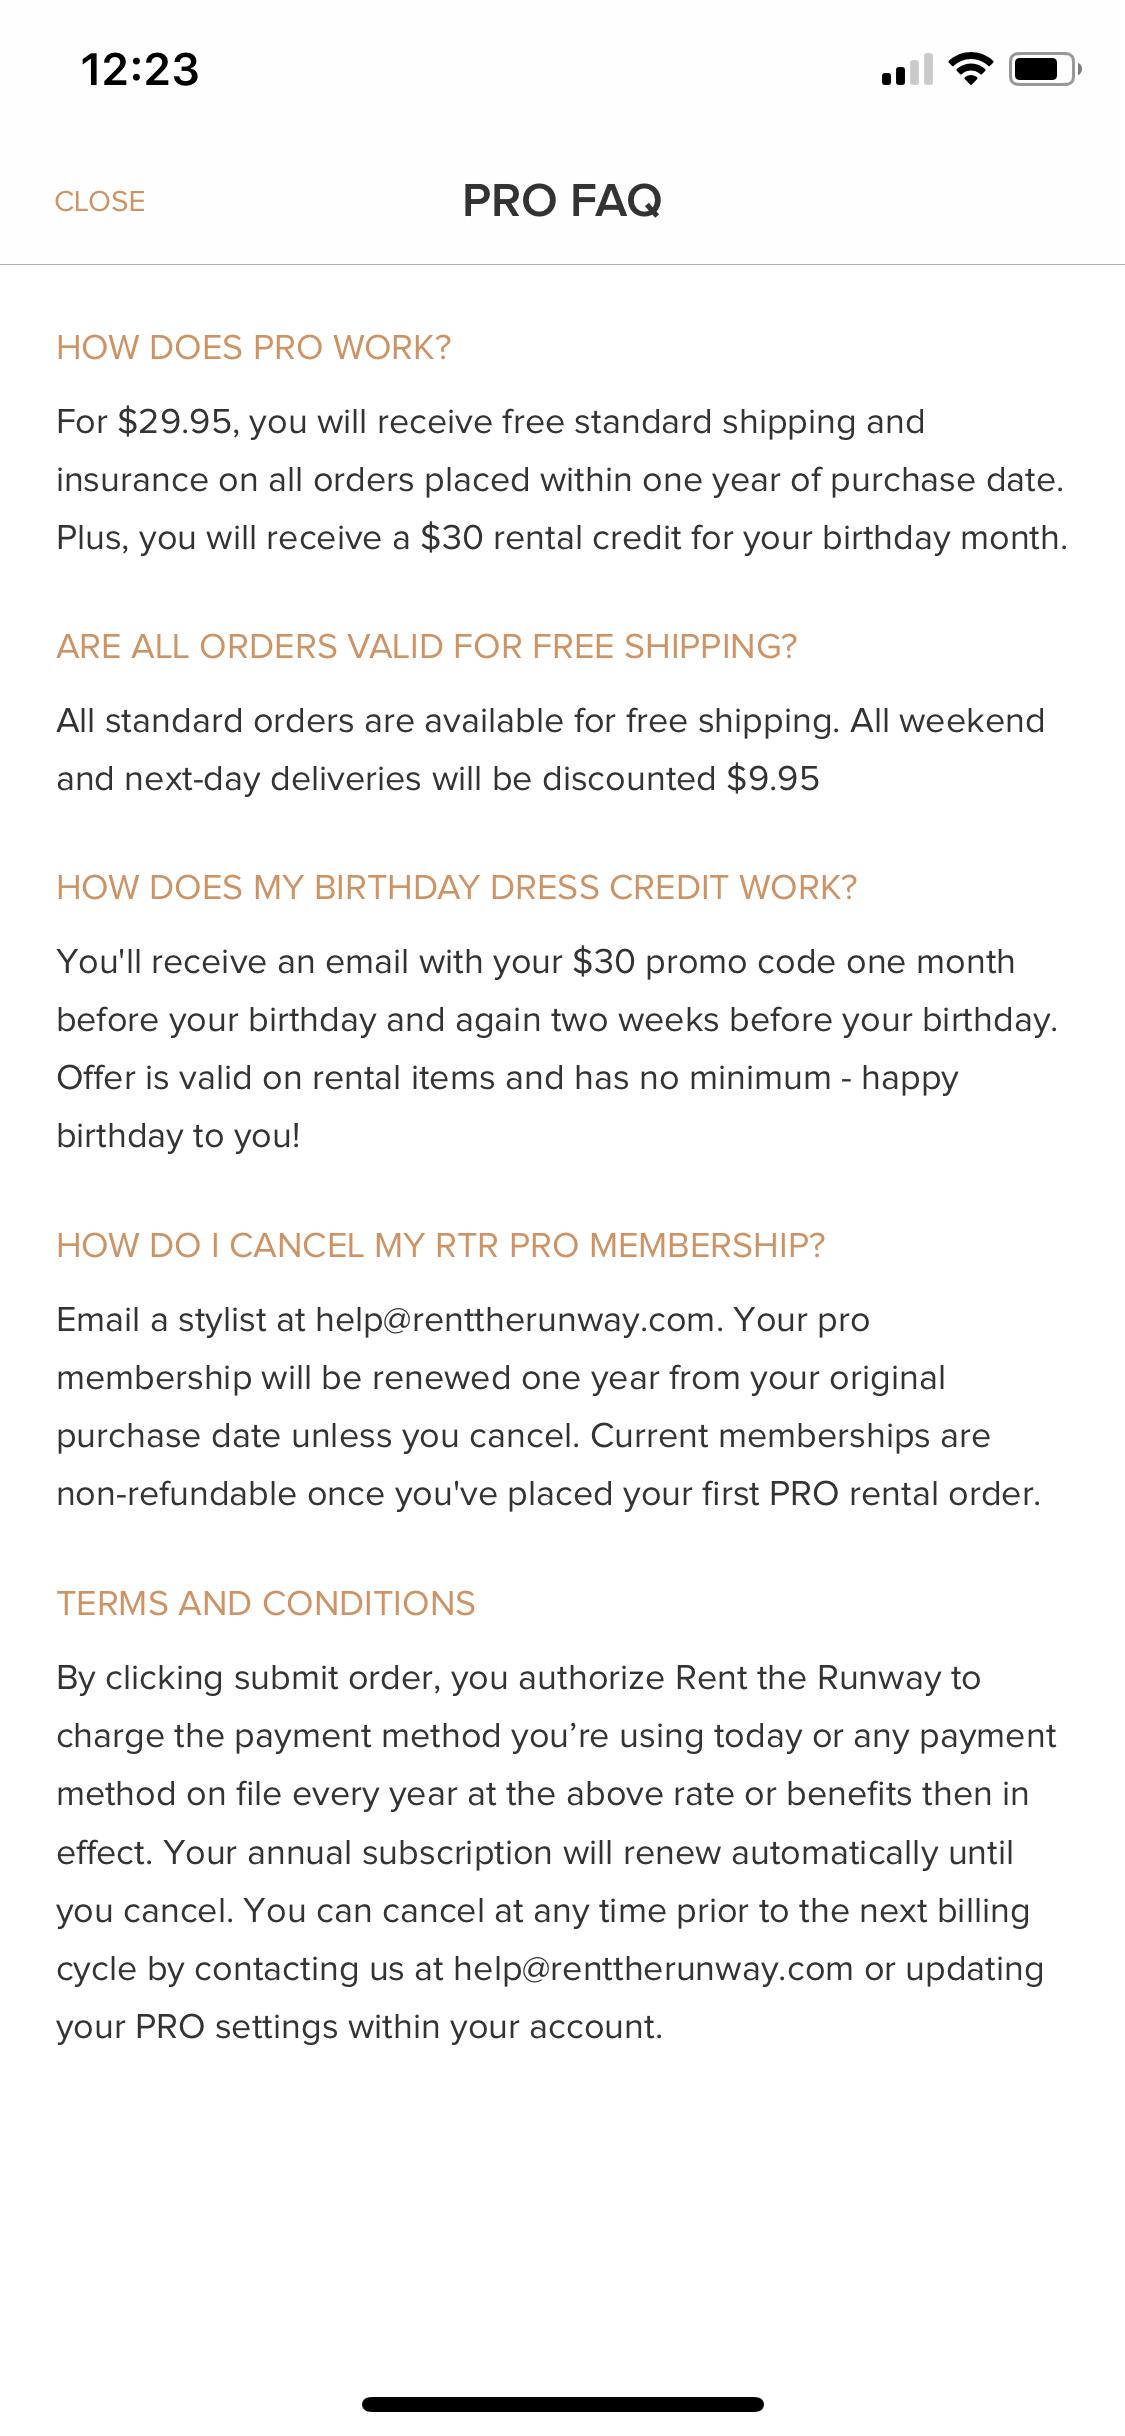 12:23
CLOSE
PRO FAQ
HOW DOES PRO WORK?
For $29.95, you will receive free standard shipping and
insurance on all orders placed within one year of purchase date.
Plus, you will receive a $30 rental credit for your birthday month.
ARE ALL ORDERS VALID FOR FREE SHIPPING?
All standard orders are available for free shipping. All weekend
and next-day deliveries will be discounted $9.95
HOW DOES MY BIRTHDAY DRESS CREDIT WORK?
You'll receive an email with your $30 promo code one month
before your birthday and again two weeks before your birthday.
Offer is valid on rental items and has no minimum - happy
birthday to you!
HOW DO I CANCEL MY RTR PRO MEMBERSHIP?
Email a stylist at help@renttherunway.com. Your pro
membership will be renewed one year from your original
purchase date unless you cancel. Current memberships are
non-refundable once you've placed your first PRO rental order.
TERMS AND CONDITIONS
By clicking submit order, you authorize Rent the Runway to
charge the payment method you’re using today or any payment
method on file every year at the above rate or benefits then in
effect. Your annual subscription will renew automatically until
you cancel. You can cancel at any time prior to the next billing
cycle by contacting us at help@renttherunway.com or updating
your PRO settings within your account.